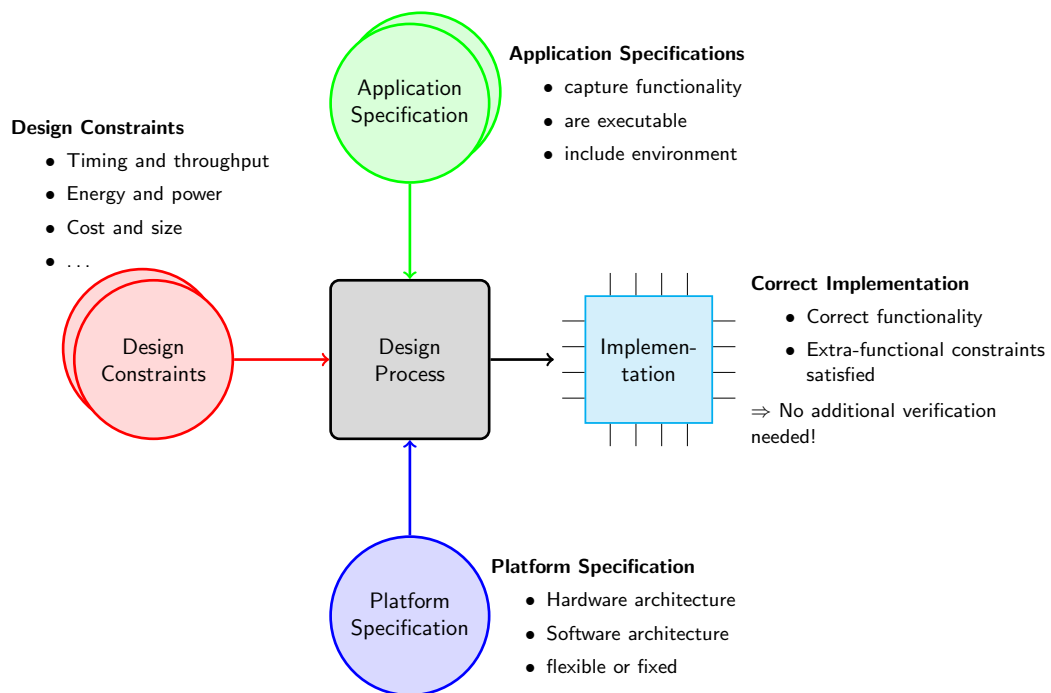 Application
Specification
Application Specifications
• capture functionality
• are executable
• include environment
Design Constraints
• Timing and throughput
• Energy and power
• Cost and size
• . . .
Design
Constraints
Design
Process
Implemen-
tation
Correct Implementation
• Correct functionality
• Extra-functional constraints
satisfied
⇒ No additional verification
needed!
Platform
Specification
Platform Specification
• Hardware architecture
• Software architecture
• flexible or fixed